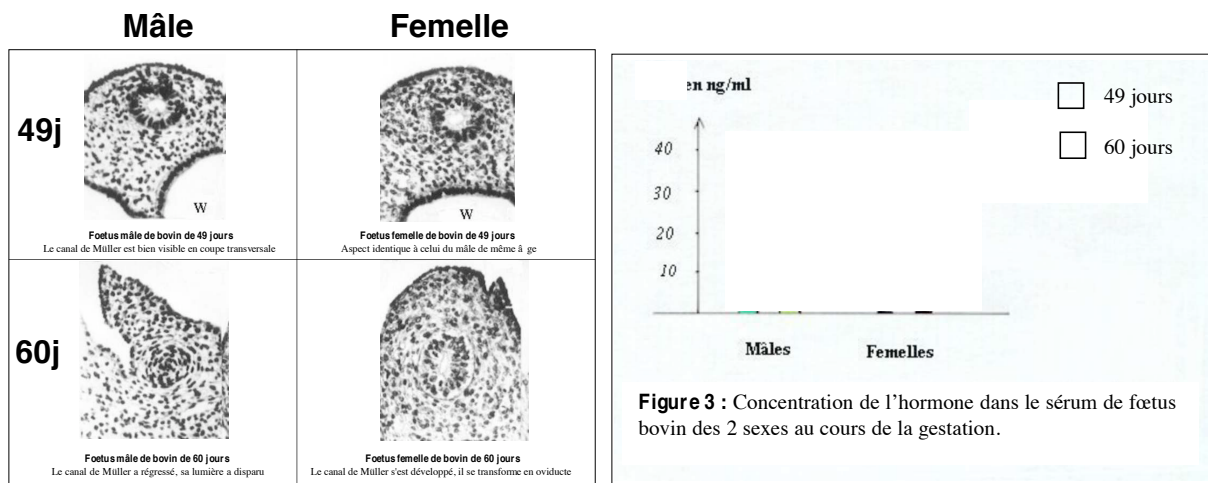 Mâle
Femelle
49j
W
W
Foetus mâle de bovin de 49 jours
Le canal de Müller est bien visible en coupe transversale
Foetus femelle de bovin de 49 jours
Aspect identique à celui du mâle de même â ge
60j
Foetus mâle de bovin de 60 jours
Le canal de Müller a régressé, sa lumière a disparu
Foetus femelle de bovin de 60 jours
Le canal de Müller s'est développé, il se transforme en oviducte
en ng/ml
49 jours
60 jours
40
30
20
10
Mâles
Femelles
Figure 3 : Concentration de l'hormone dans le sérum de fœtus
bovin des 2 sexes au cours de la gestation.